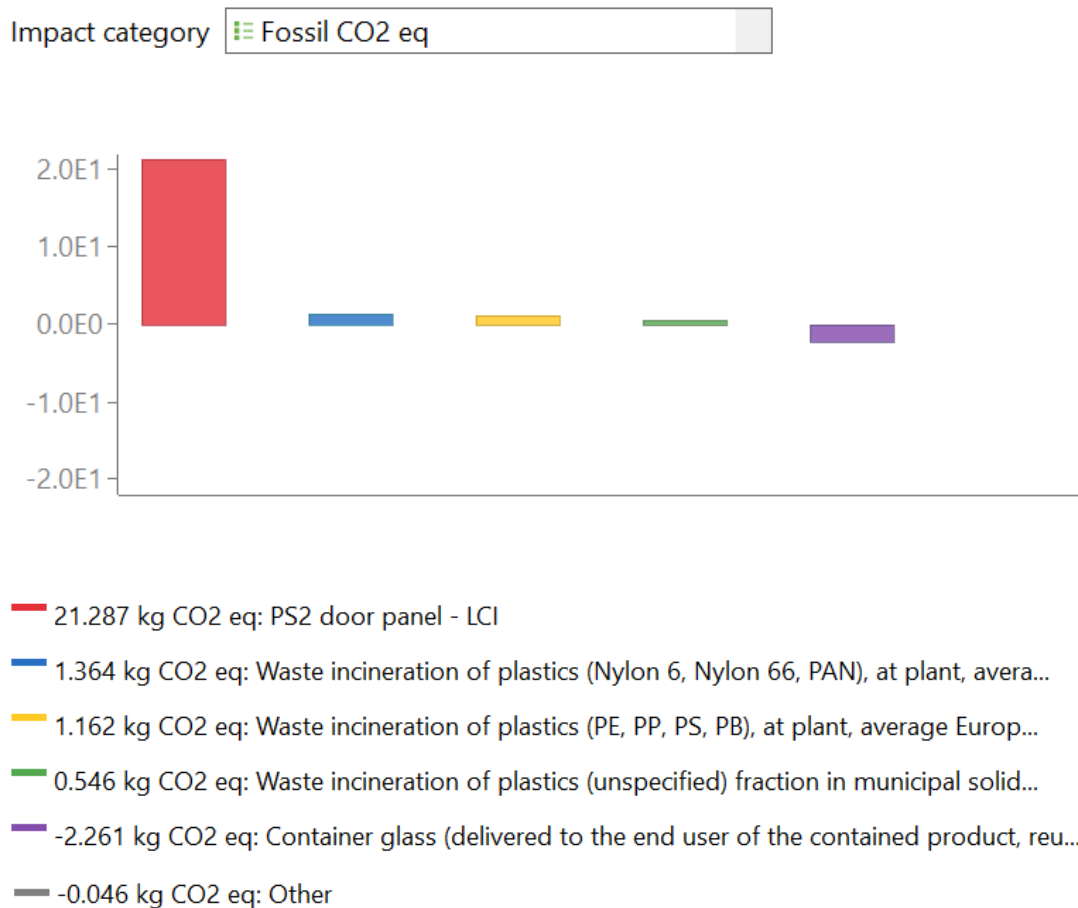 Impact category Fossil CO2 eq
2.0E1
1.0E1
0.0E0
-1.0E1
-2.0E1
21.287 kg CO2 eq: PS2 door panel - LCI
1.364 kg CO2 eq: Waste incineration of plastics (Nylon 6, Nylon 66, PAN), at plant, avera...
1.162 kg CO2 eq: Waste incineration of plastics (PE, PP, PS, PB), at plant, average Europ...
0.546 kg CO2 eq: Waste incineration of plastics (unspecified) fraction in municipal solid...
-2.261 kg CO2 eq: Container glass (delivered to the end user of the contained product, reu...
-0.046 kg CO2 eq: Other